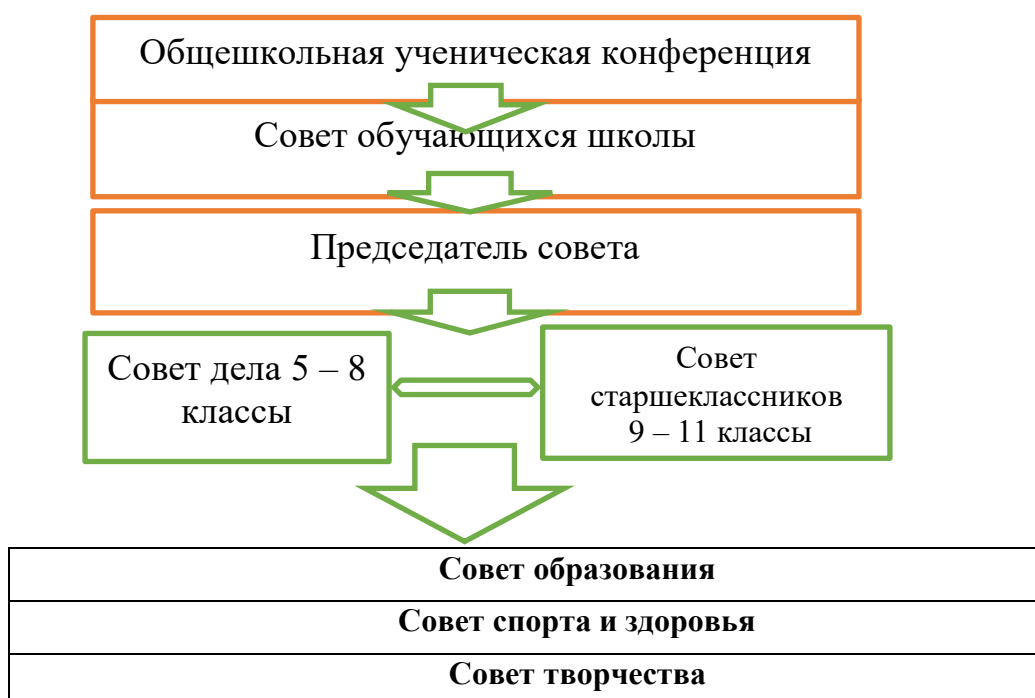 Общешкольная ученическая конференция
Совет обучающихся школы
Председатель совета
Совет дела 5 – 8
классы
Совет
старшеклассников
9 – 11 классы
Совет образования
Совет спорта и здоровья
Совет творчества